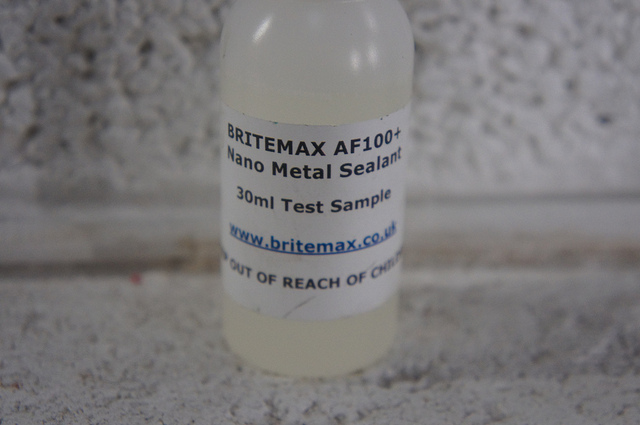 BRITEMAX AF100+
Nano Metal Sealant
30ml Test Sample
www.britemax.co.uk
OUT OF REACH OF